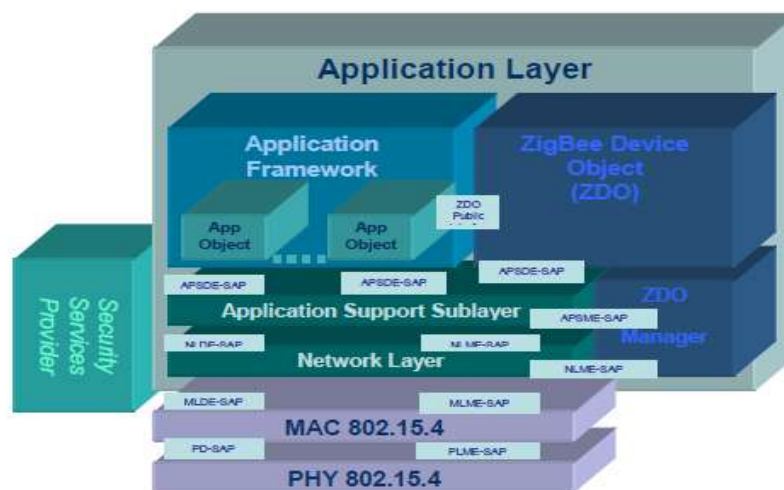 Application Layer
Application
Framework
ZigBee Device
Object
(ZDO)
App
Object
App
Object
ZDO
Public
APSDE-SAP
APSDE-SAP
APSDE-SAP
Application Support Sublayer
APSME-SAP
ZDO
Manager
Security
Services
Provider
NLDE-SAP
NLME-SAP
Network Layer
NLME-SAP
MLDE-SAP
MLME-SAP
MAC 802.15.4
PD-SAP
PLME-SAP
PHY 802.15.4